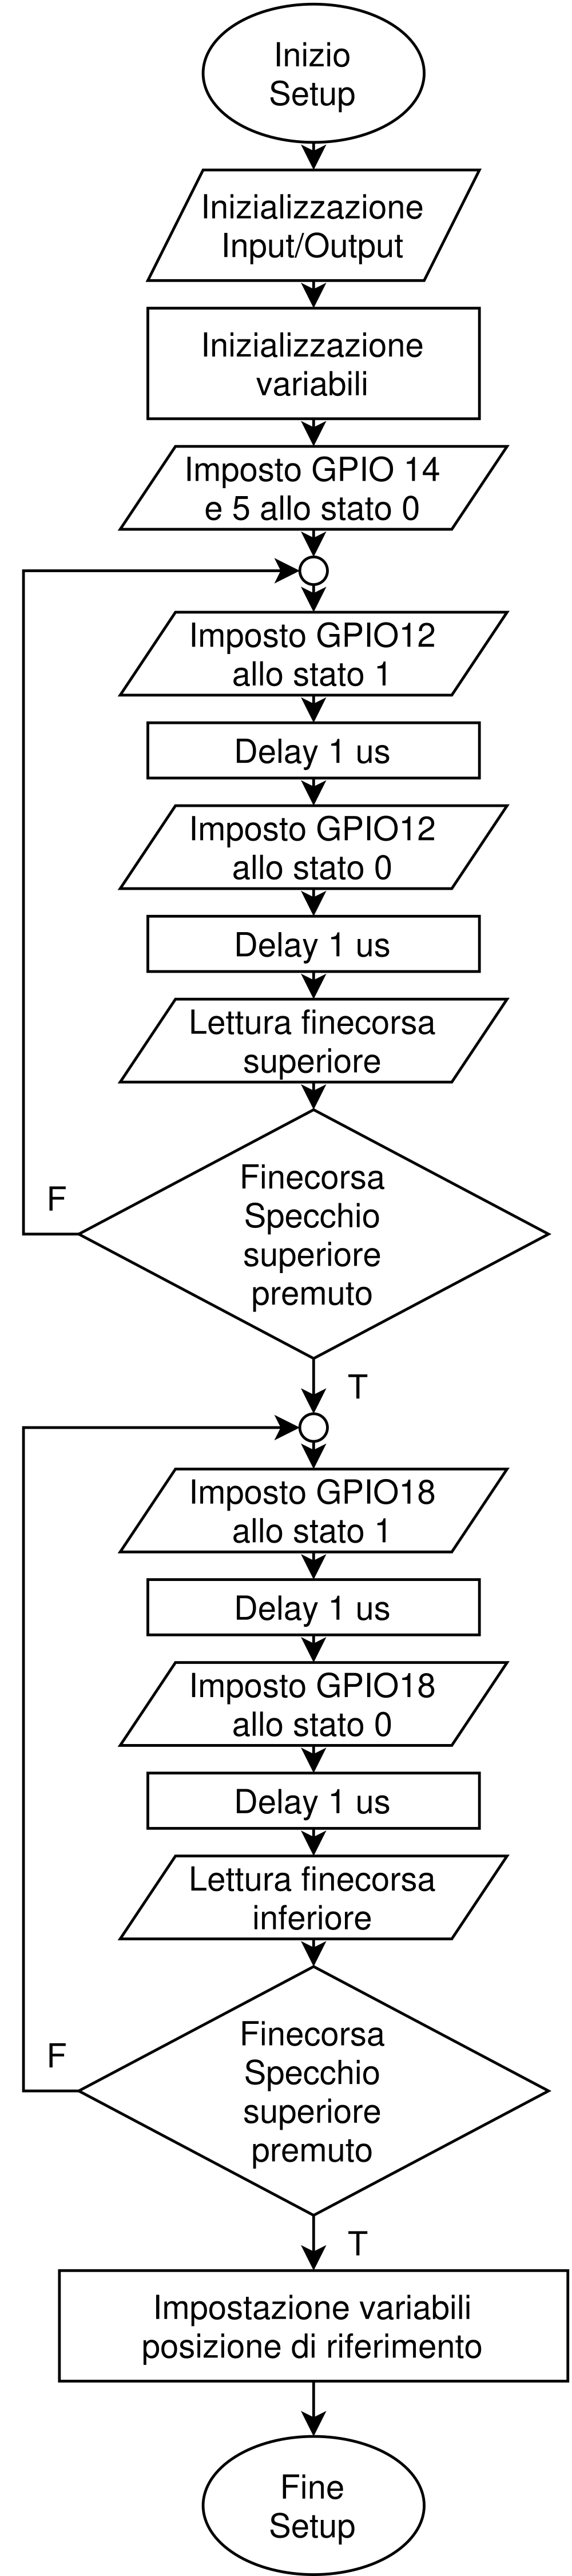 Inizio
Setup
Inizializzazione
Input/Output
Inizializzazione
variabili
Imposto GPIO 14
e 5 allo stato 0
Imposto GPIO12
allo stato 1
Delay 1 us
Imposto GPIO12
allo stato 0
Delay 1 us
Lettura finecorsa
superiore
Finecorsa
Specchio
superiore
premuto
F
T
Imposto GPIO18
allo stato 1
Delay 1 us
Imposto GPIO18
allo stato 0
Delay 1 us
Lettura finecorsa
inferiore
Finecorsa
Specchio
superiore
premuto
F
T
Impostazione variabili
posizione di riferimento
Fine
Setup